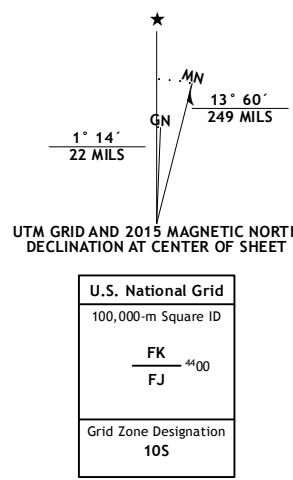 ★
MN
GN
13° 60´
249 MILS
1° 14´
22 MILS
UTM GRID AND 2015 MAGNETIC NORTH
DECLINATION AT CENTER OF SHEET
U.S. National Grid
100,000-m Square ID
FK
⁴⁴00
FJ
Grid Zone Designation
10S